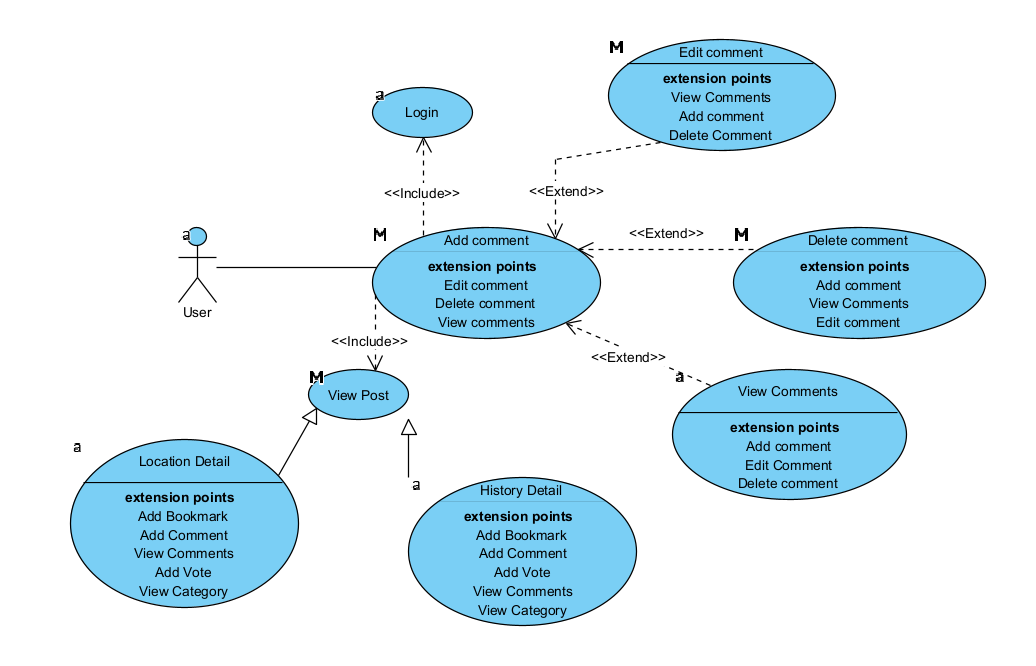 M
Edit comment
extension points
View Comments
Add comment
Delete Comment
a
Login
<<Include>>
<<Extend>>
a
User
M
Add comment
extension points
Edit comment
Delete comment
View comments
<<Extend>>
M
Delete comment
extension points
Add comment
View Comments
Edit comment
<<Include>>
<<Extend>>
M
View Post
a
View Comments
extension points
Add comment
Edit Comment
Delete comment
a
Location Detail
extension points
Add Bookmark
Add Comment
View Comments
Add Vote
View Category
a
History Detail
extension points
Add Bookmark
Add Comment
Add Vote
View Comments
View Category